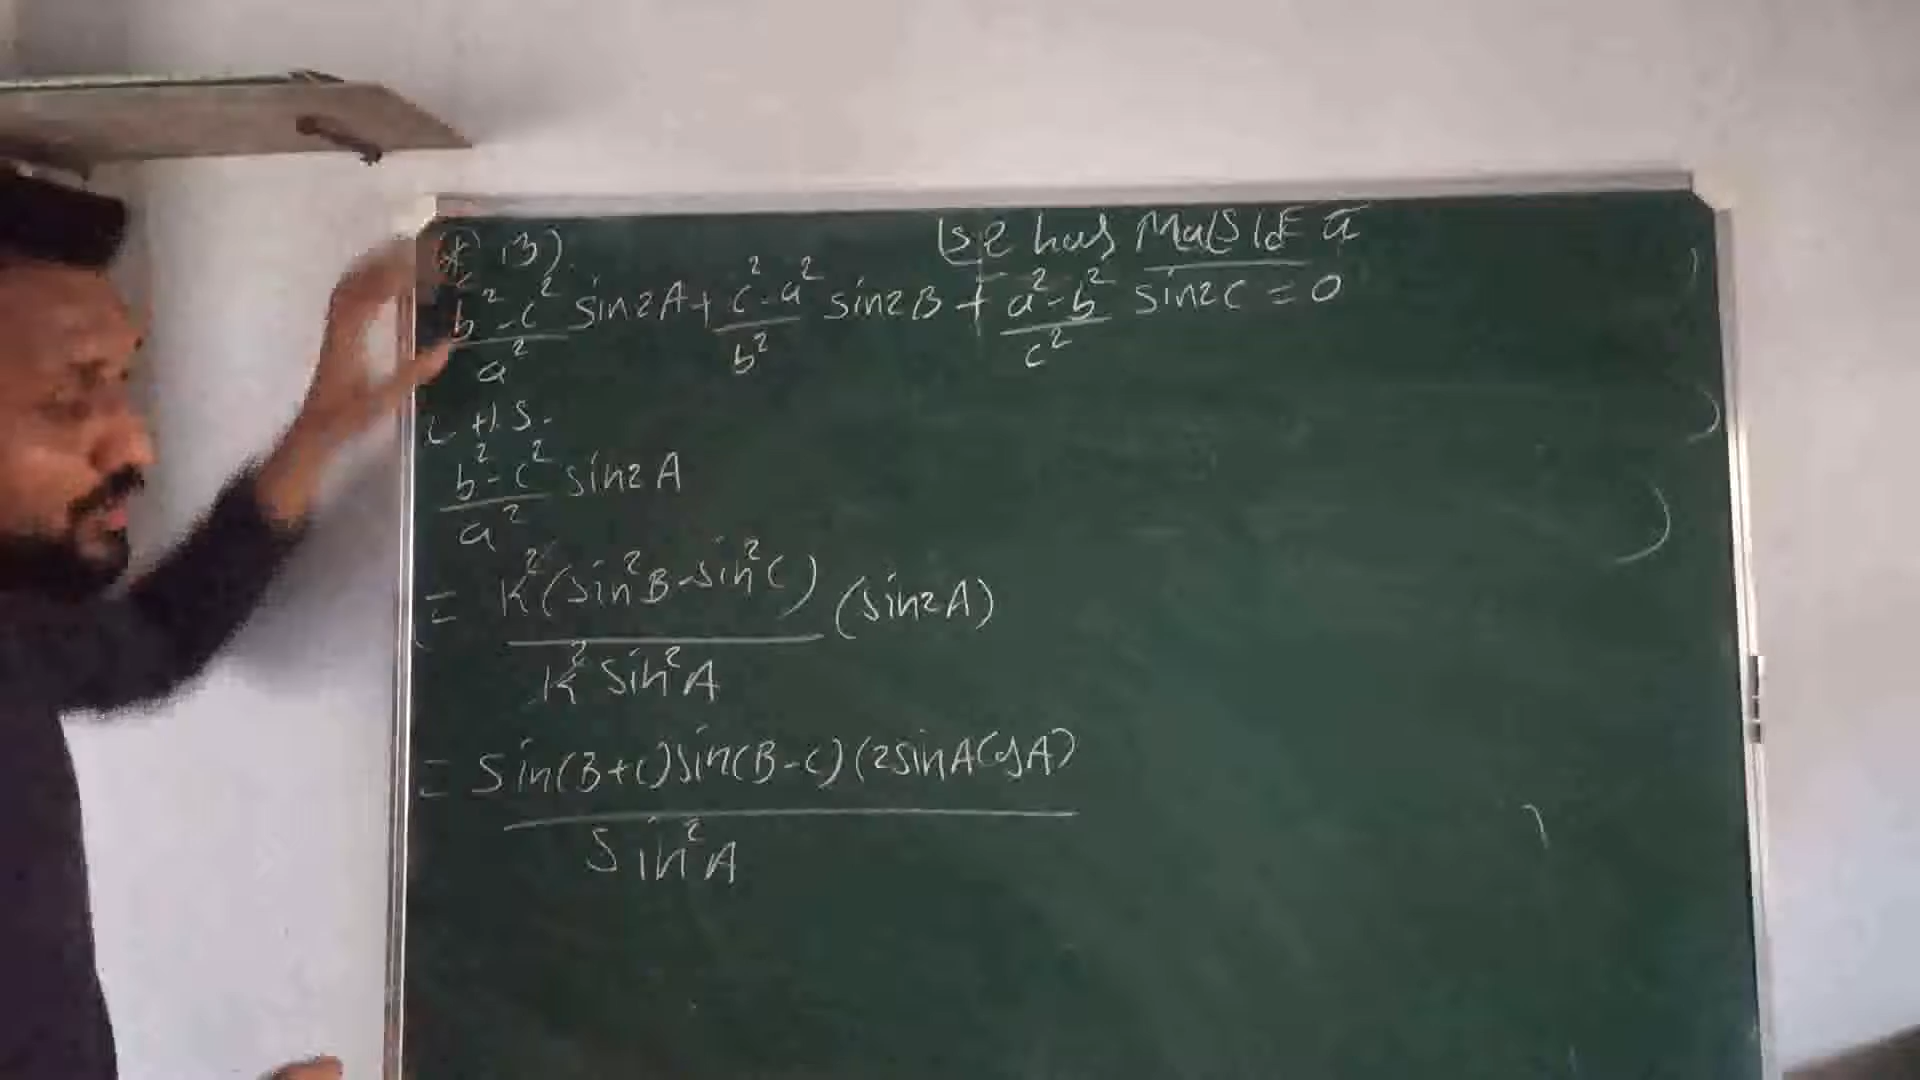 13)
b²-c²/a² sin2A + c²-a²/b² sin2B + a²-b²/c² sin2C = 0
L H S.
b²-c²/a² sin2A
= K²(sin²B-sin²C)/K² sin²A (sin2A)
= Sin(B+C)sin(B-C)(2sinACosA)/Sin²A